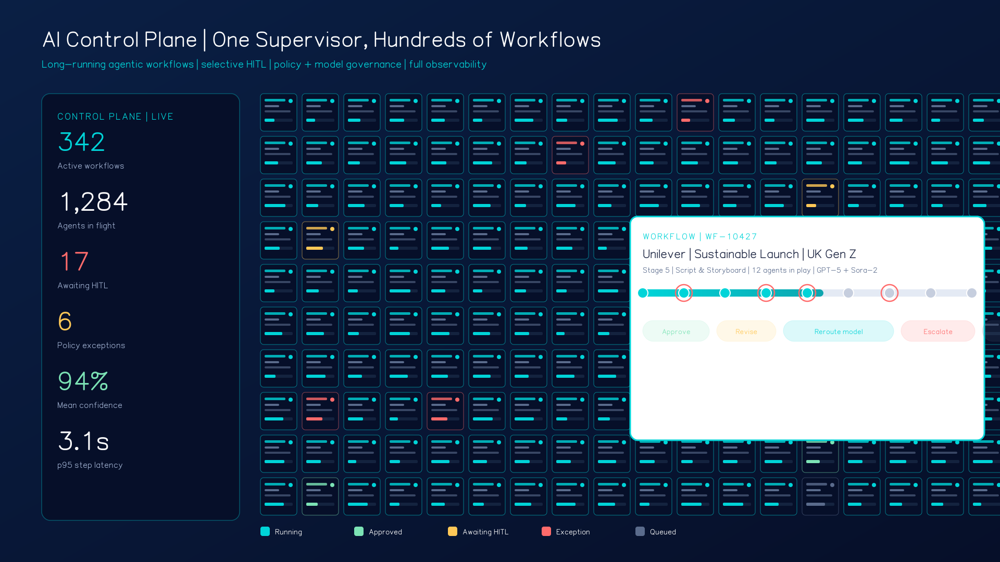 AI Control Plane | One Supervisor, Hundreds of Workflows
Long–running agentic workflows | selective HITL | policy + model governance | full observability
CONTROL PLANE | LIVE
342
Active workflows
1,284
Agents in flight
17
Awaiting HITL
6
Policy exceptions
94%
Mean confidence
3.1s
p95 step latency
WORKFLOW | WF–10427
Unilever | Sustainable Launch | UK Gen Z
Stage 5 | Script & Storyboard | 12 agents in play | GPT–5 + Sora–2
Approve
Revise
Reroute model
Escalate
Running
Approved
Awaiting HITL
Exception
Queued